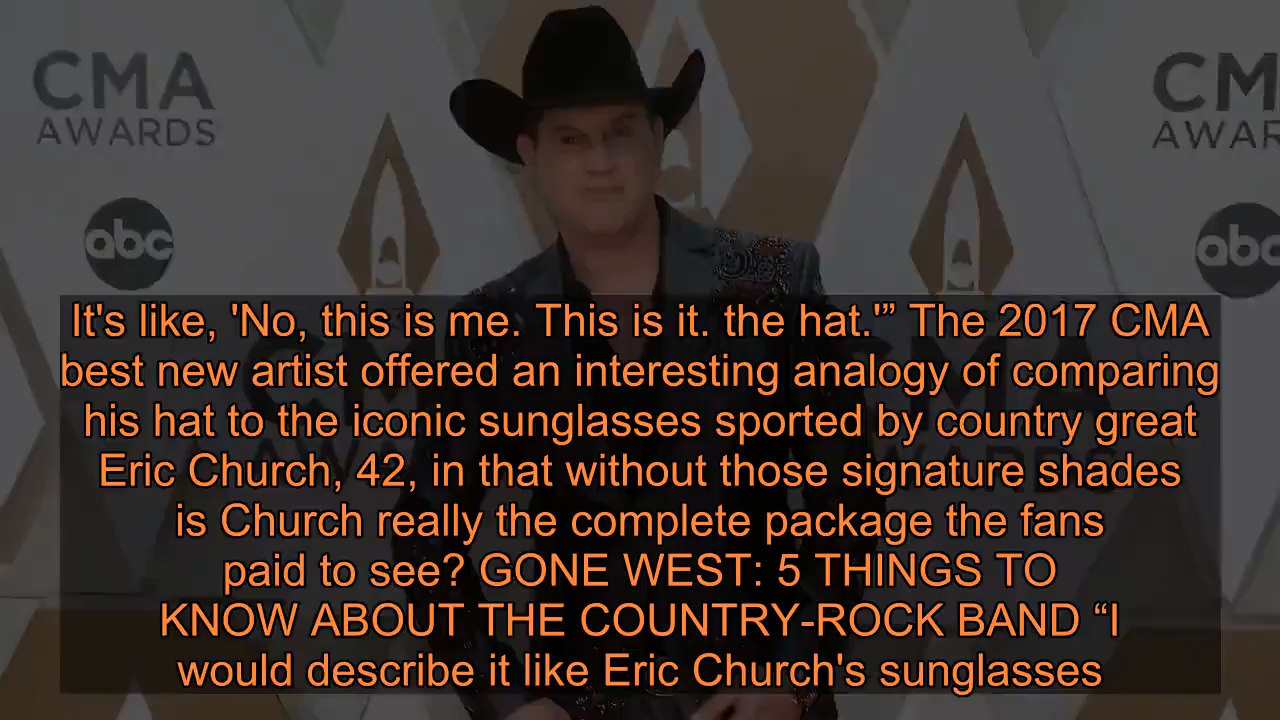 CMA
AWARDS
CM
AWAR
abc
abc
It's like, 'No, this is me. This is it. the hat.'” The 2017 CMA
best new artist offered an interesting analogy of comparing
his hat to the iconic sunglasses sported by country great
Eric Church, 42, in that without those signature shades
is Church really the complete package the fans
paid to see? GONE WEST: 5 THINGS TO
KNOW ABOUT THE COUNTRY-ROCK BAND “I
would describe it like Eric Church's sunglasses